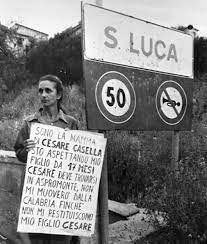 S. LUCA
50
SONO LA MAMMA
DI CESARE CASELLA
STO ASPETTANDO MIO
FIGLIO DA 17 MESI
CESARE DEVE TROVARSI
IN ASPROMONTE, NON
MI MUOVERÒ DALLA
CALABRIA FINCHÈ
NON MI RESTITUISCONO
MIO FIGLIO CESARE